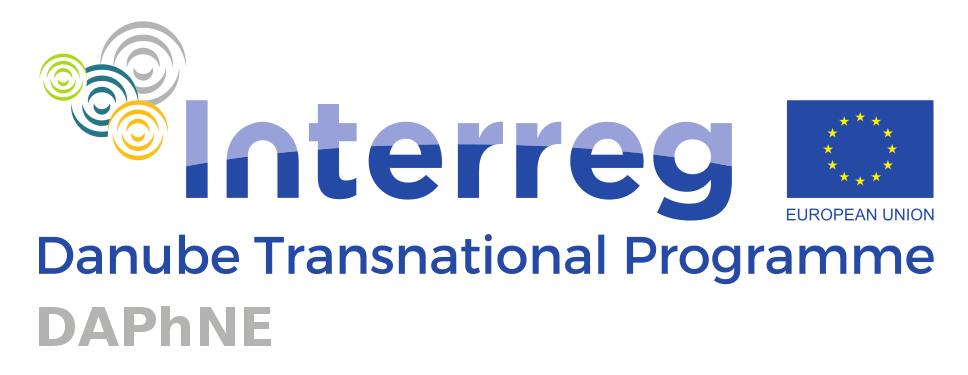 Interreg
EUROPEAN UNION
Danube Transnational Programme
DAPhNE